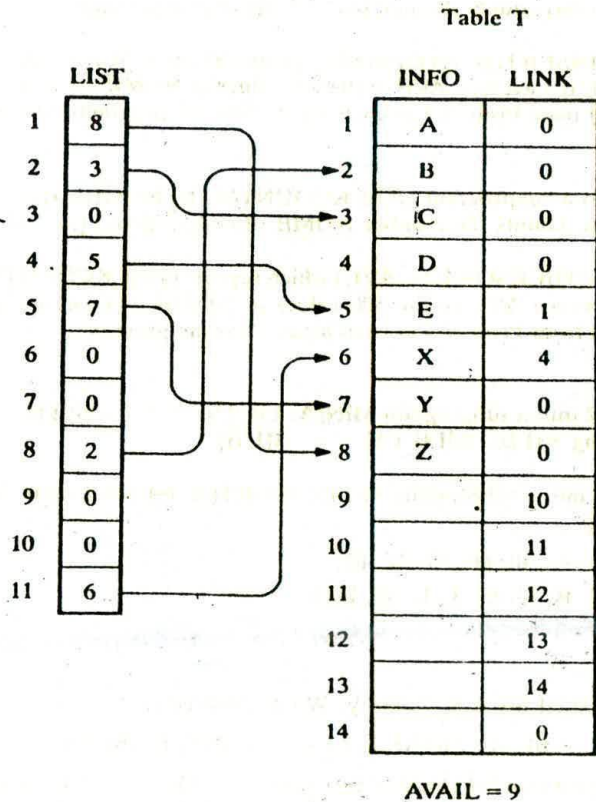 Table T
LIST INFO LINK
1 8 1 A 0
2 3 2 B 0
3 0 3 C 0
4 5 4 D 0
5 7 5 E 1
6 0 6 X 4
7 0 7 Y 0
8 2 8 Z 0
9 0 9 10
10 0 10 11
11 6 11 12
12 13
13 14
14 0
AVAIL = 9